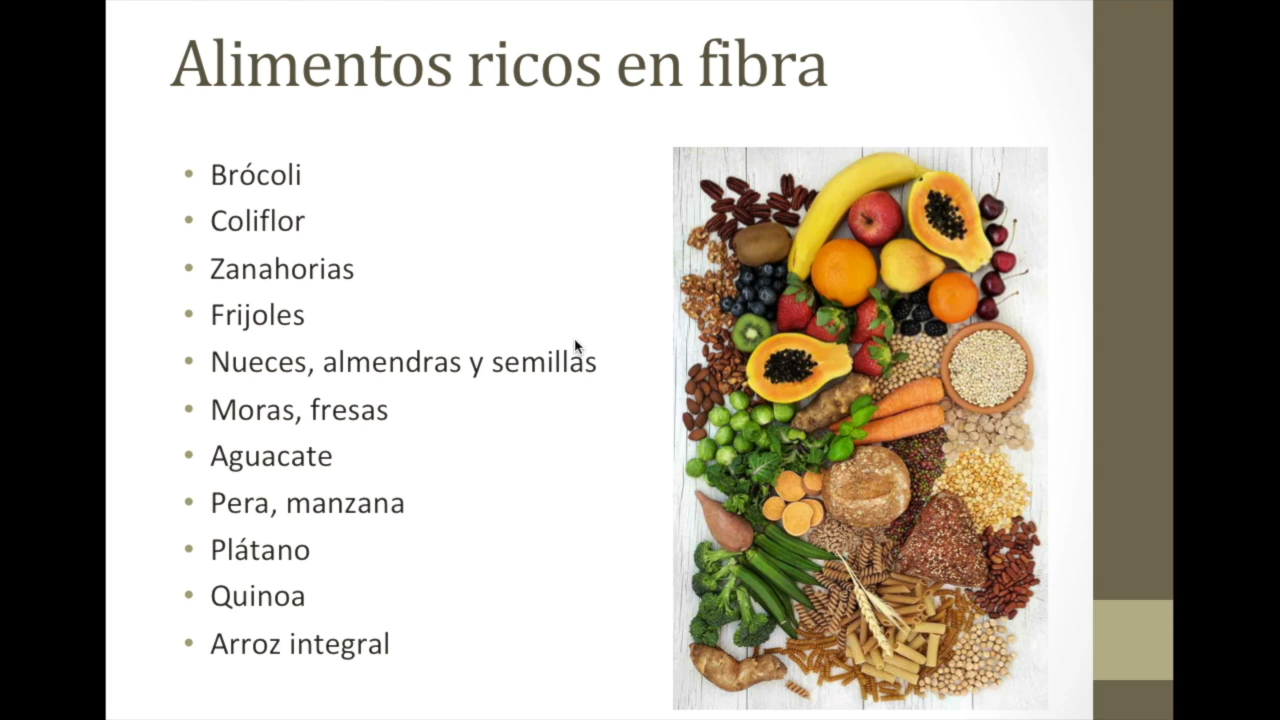 Alimentos ricos en fibra
• Brócoli
• Coliflor
• Zanahorias
• Frijoles
• Nueces, almendras y semillas
• Moras, fresas
• Aguacate
• Pera, manzana
• Plátano
• Quinoa
• Arroz integral